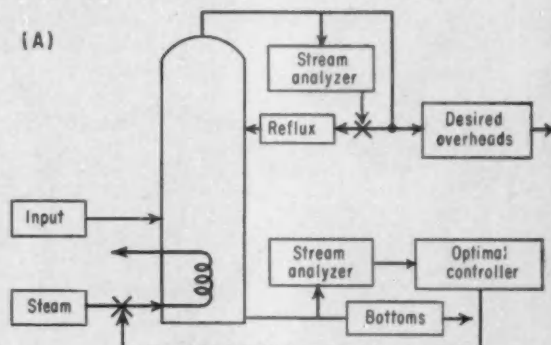 (A)
Stream
analyzer
Reflux
Desired
overheads
Input
Stream
analyzer
Optimal
controller
Steam
Bottoms